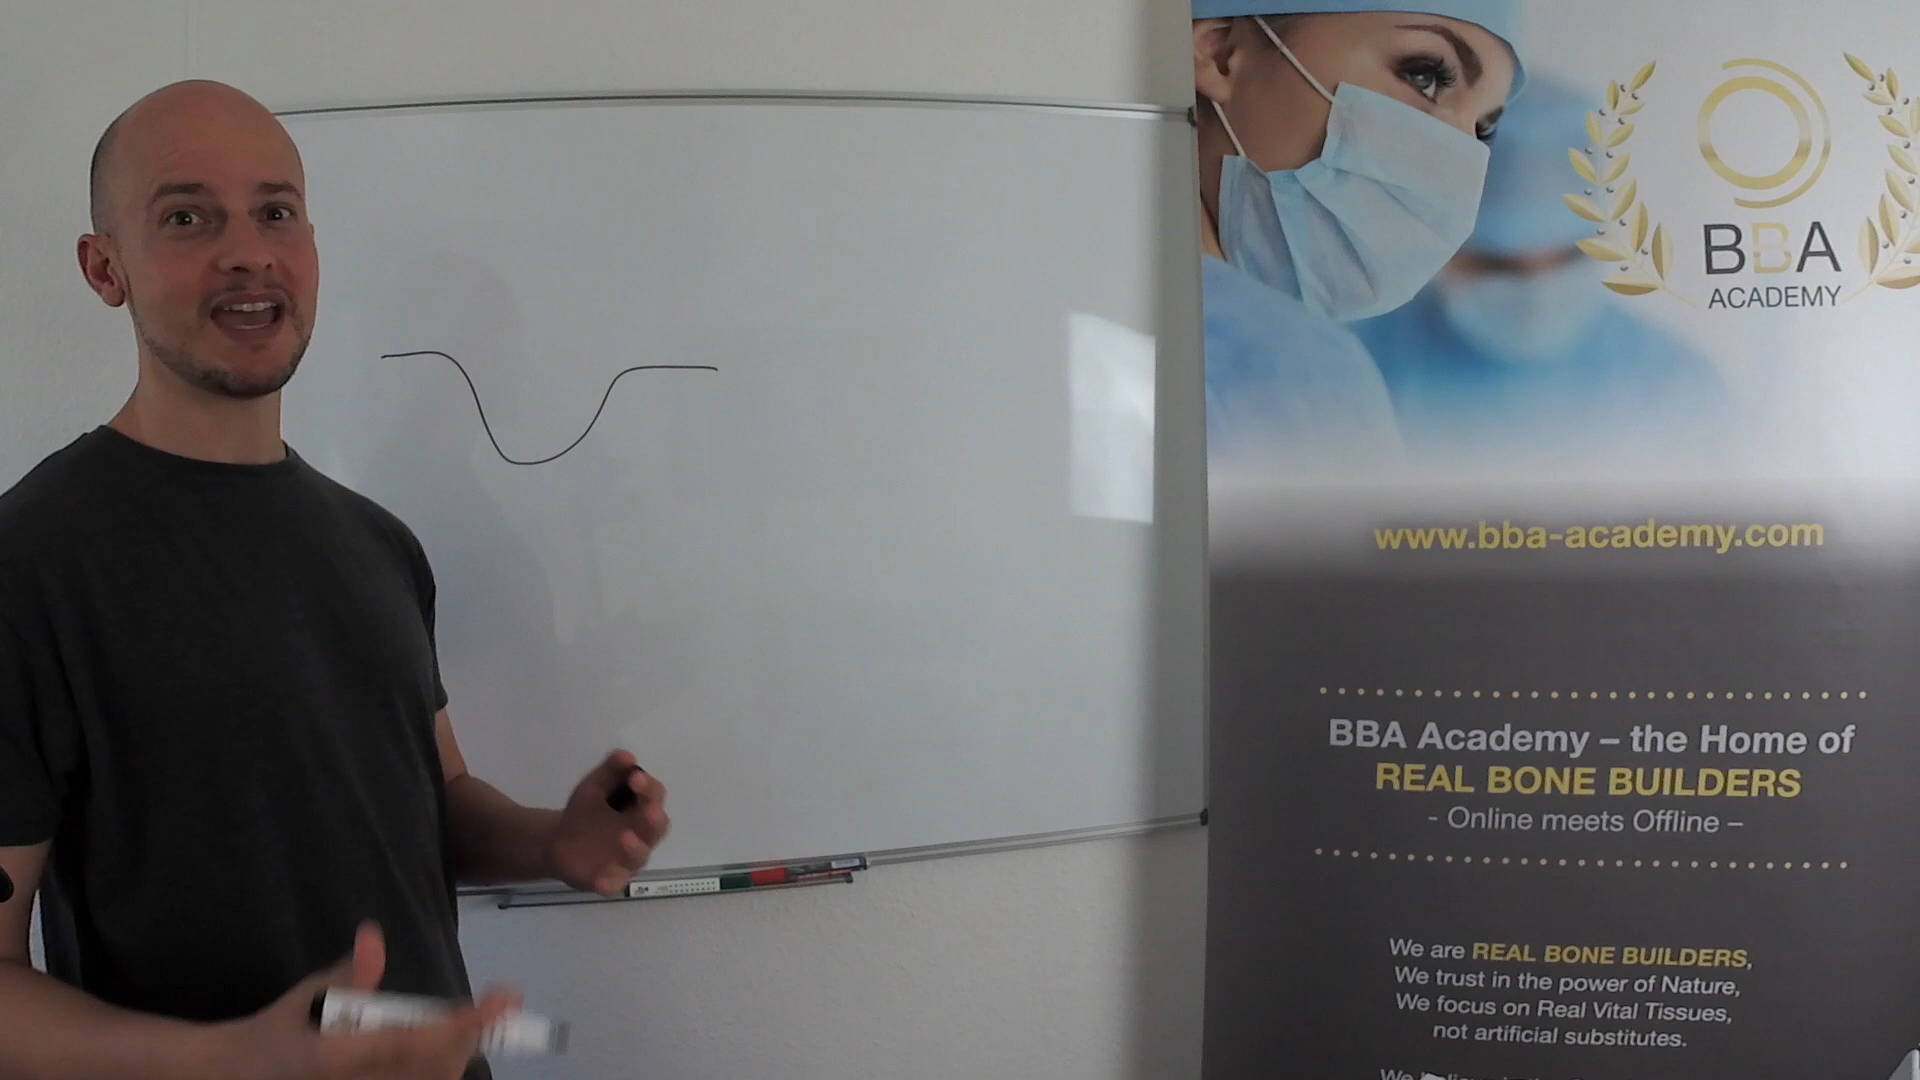 BBA
ACADEMY
www.bba-academy.com
BBA Academy – the Home of
REAL BONE BUILDERS
- Online meets Offline –
We are REAL BONE BUILDERS,
We trust in the power of Nature,
We focus on Real Vital Tissues,
not artificial substitutes.
We